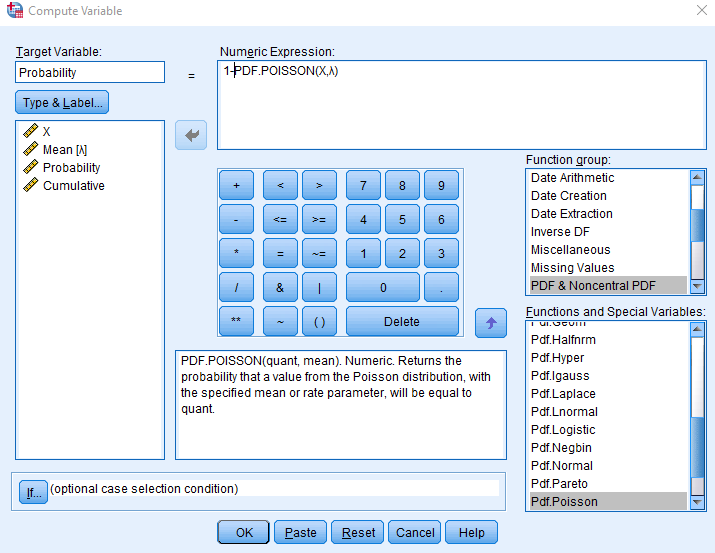 Compute Variable
Target Variable:
Probability
=
Numeric Expression:
1-PDF.POISSON(X,λ)
Type & Label...
X
Mean [λ]
Probability
Cumulative
+ < > 7 8 9
- <= >= 4 5 6
* = ~= 1 2 3
/ & | 0 .
** ~ ( ) Delete
Function group:
Date Arithmetic
Date Creation
Date Extraction
Inverse DF
Miscellaneous
Missing Values
PDF & Noncentral PDF
Functions and Special Variables:
Pdf.Geom
Pdf.Halfnrm
Pdf.Hyper
Pdf.Igauss
Pdf.Laplace
Pdf.Lnormal
Pdf.Logistic
Pdf.Negbin
Pdf.Normal
Pdf.Pareto
Pdf.Poisson
PDF.POISSON(quant, mean). Numeric. Returns the
probability that a value from the Poisson distribution, with
the specified mean or rate parameter, will be equal to
quant.
If... (optional case selection condition)
OK Paste Reset Cancel Help